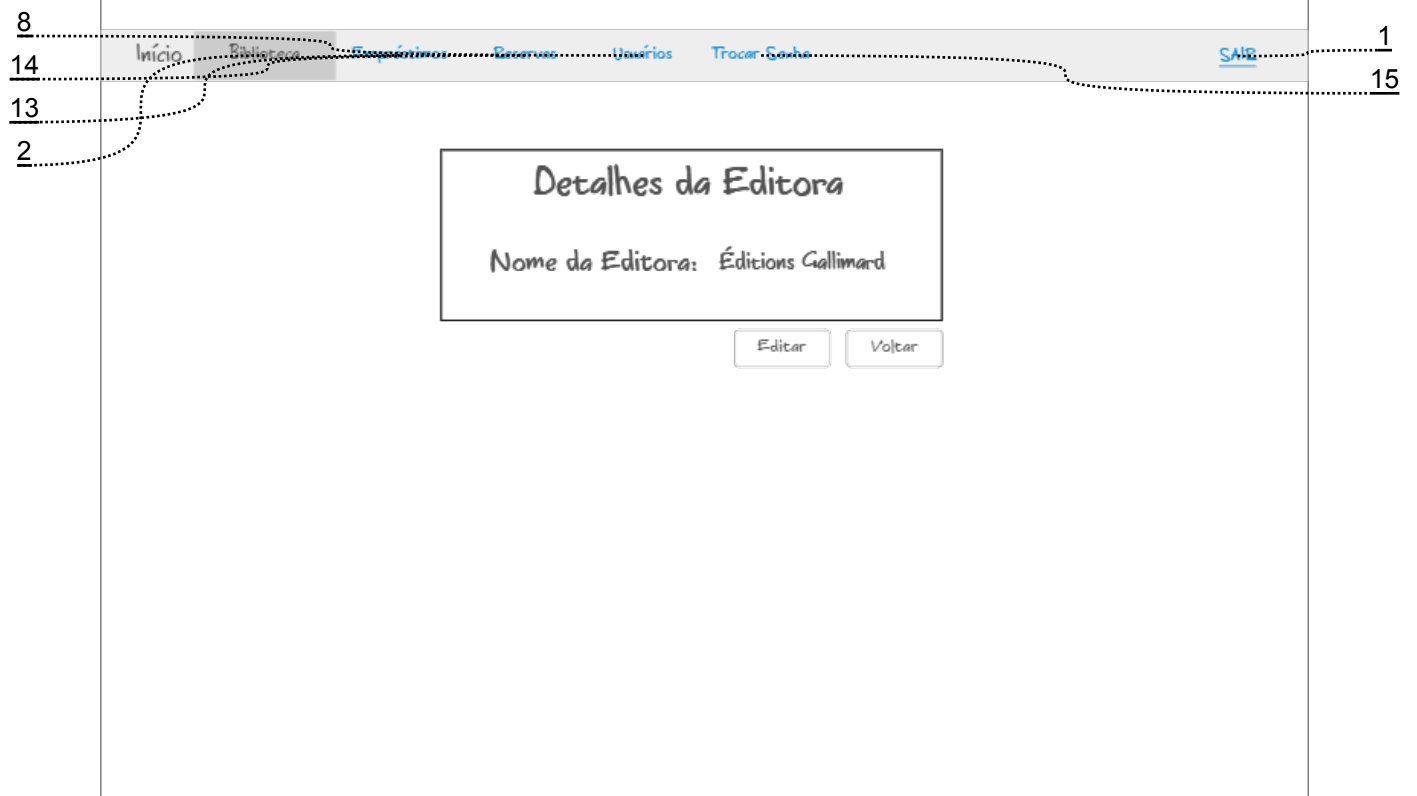 8
14
13
2
Início Biblioteca Empréstimos Reservas Usuários Trocar Senha SAIR
1
15
Detalhes da Editora
Nome da Editora: Éditions Gallimard
Editar Voltar